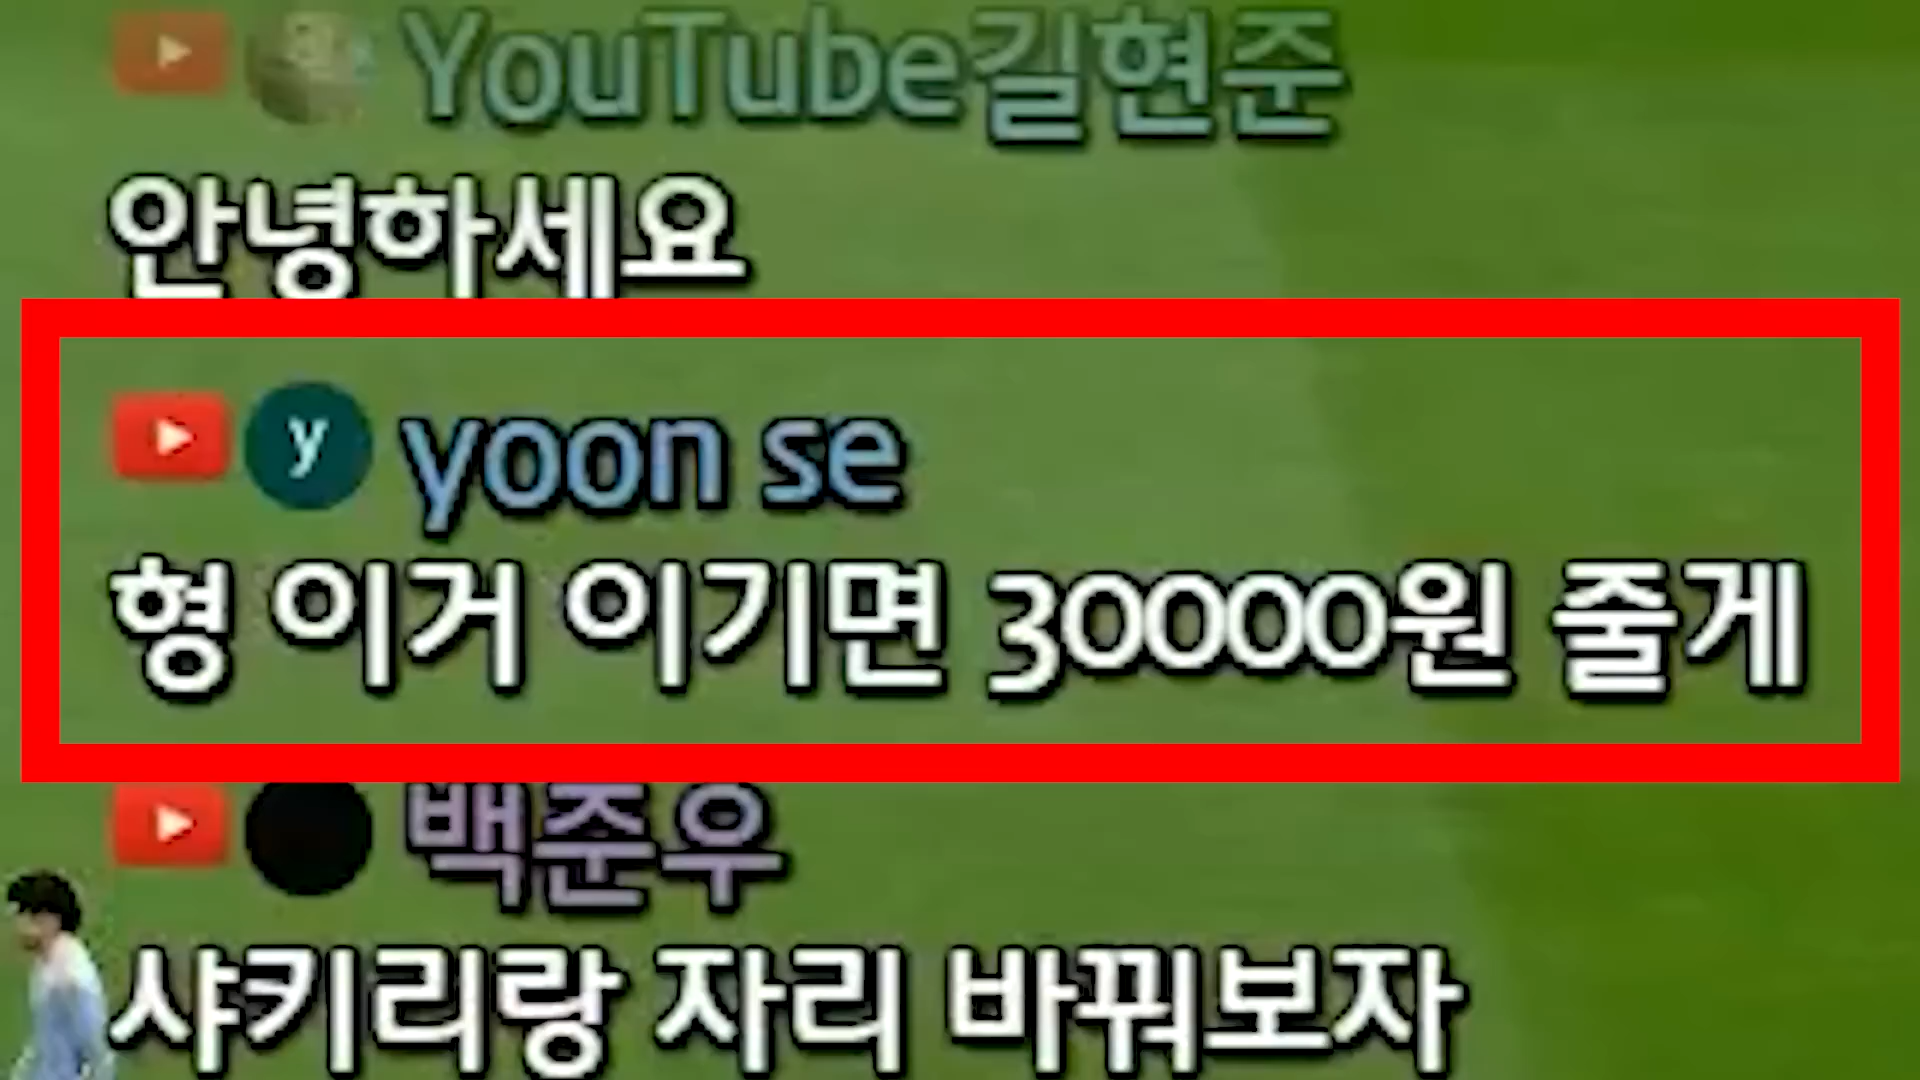 YouTube길현준
안녕하세요
y yoon se
형 이거 이기면 30000원 줄게
백준우
샤키리랑 자리 바꿔보자